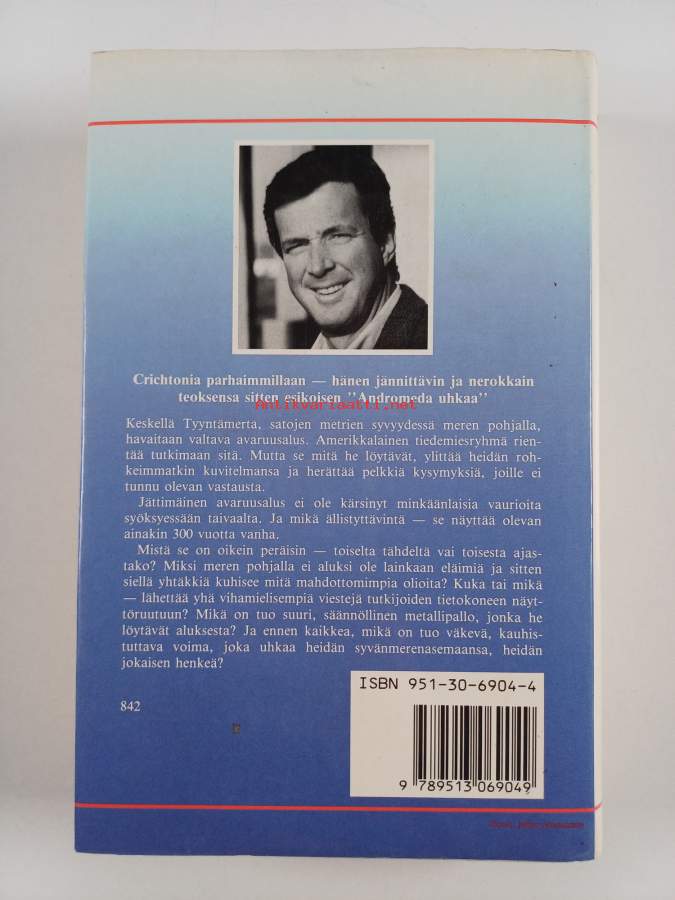 Crichtonia parhaimmillaan — hänen jännittävin ja nerokkain
teoksensa sitten esikoisen "Andromeda uhkaa"
Antikvariaatti.net
Keskellä Tyyntämerta, satojen metrien syvyydessä meren pohjalla,
havaitaan valtava avaruusalus. Amerikkalainen tiedemiesryhmä rien-
tää tutkimaan sitä. Mutta se mitä he löytävät, ylittää heidän roh-
keimmatkin kuvitelmansa ja herättää pelkkiä kysymyksiä, joille ei
tunnu olevan vastausta.
Jättimäinen avaruusalus ei ole kärsinyt minkäänlaisia vaurioita
syöksyessään taivaalta. Ja mikä ällistyttävintä — se näyttää olevan
ainakin 300 vuotta vanha.
Mistä se on oikein peräisin — toiselta tähdeltä vai toisesta ajas-
tako? Miksi meren pohjalla ei aluksi ole lainkaan eläimiä ja sitten
siellä yhtäkkiä kuhisee mitä mahdottomimpia olioita? Kuka tai mikä
— lähettää yhä vihamielisempiä viestejä tutkijoiden tietokoneen näyt-
töruutuun? Mikä on tuo suuri, säännöllinen metallipallo, jonka he
löytävät aluksesta? Ja ennen kaikkea, mikä on tuo väkevä, kauhis-
tuttava voima, joka uhkaa heidän syvänmerenasemaansa, heidän
jokaisen henkeä?
ISBN 951-30-6904-4
842
9 789513 069049